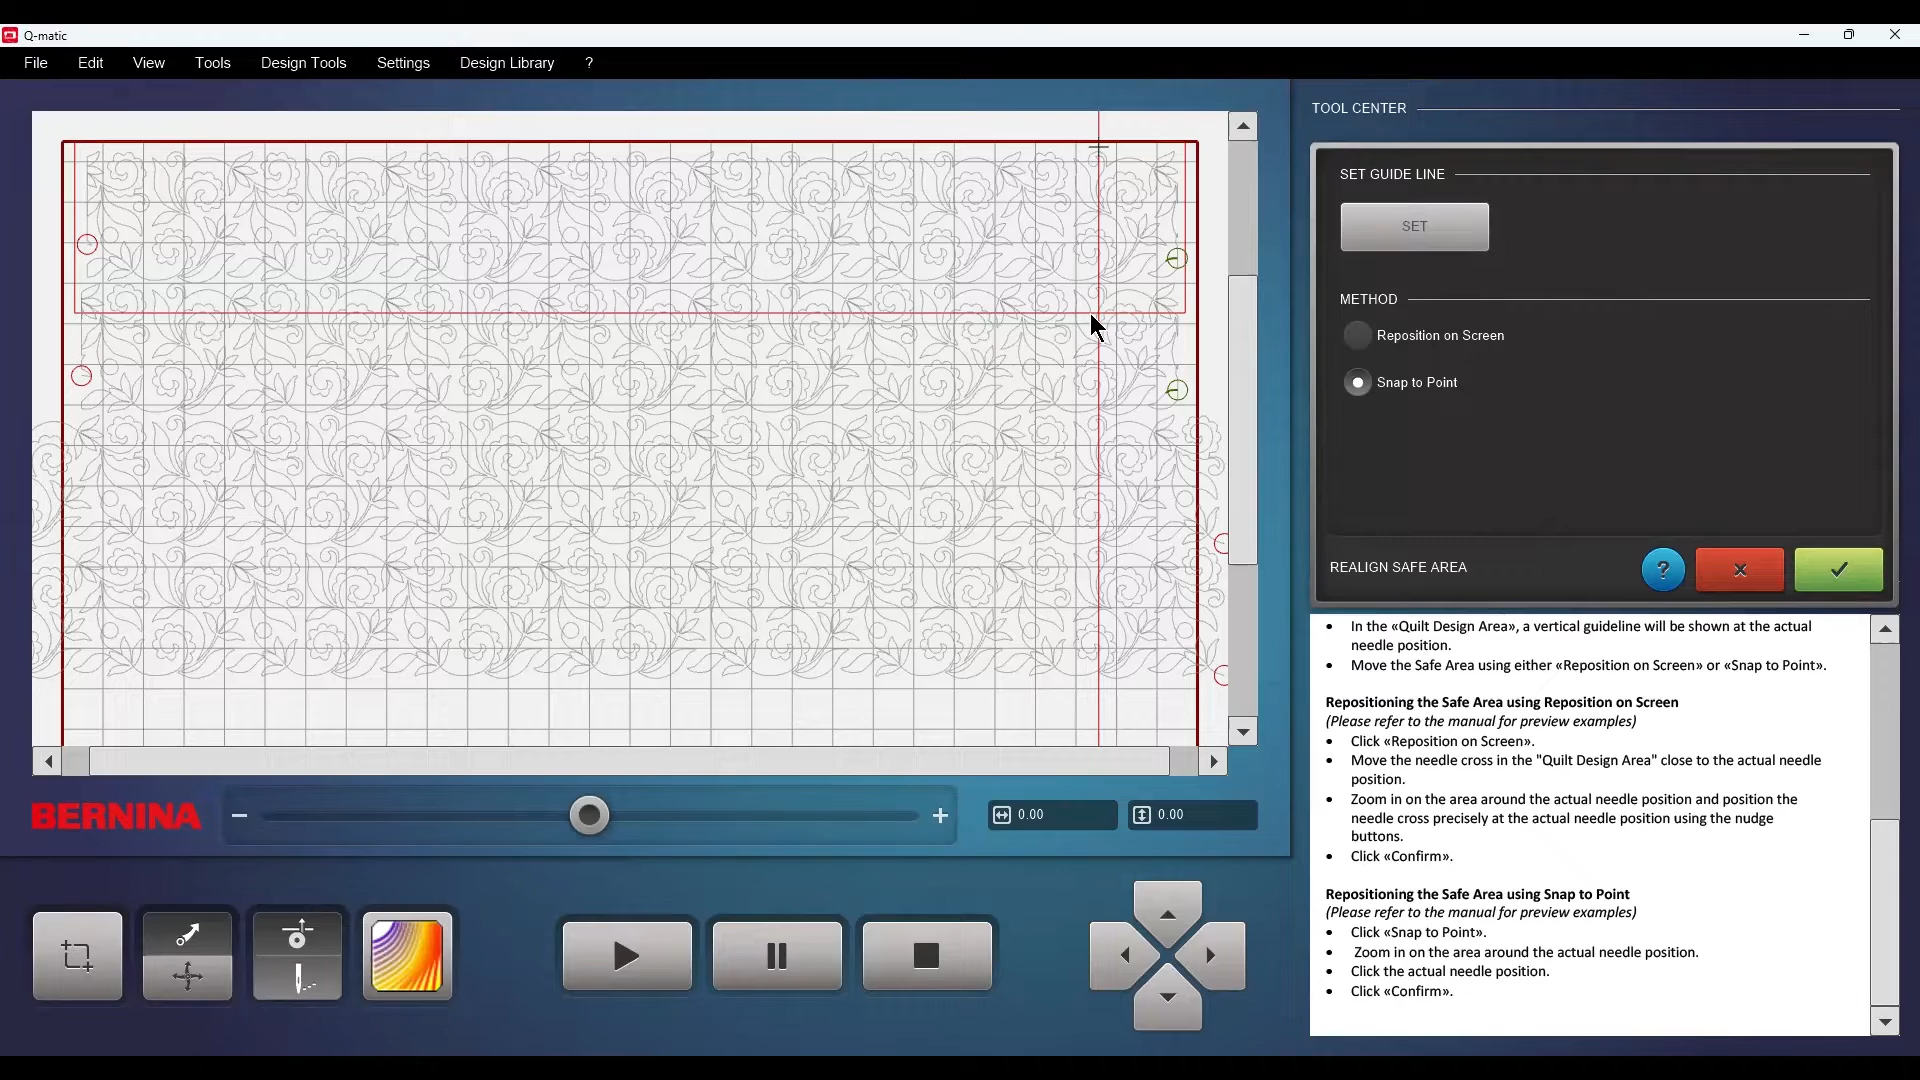 Q-matic
File Edit View Tools Design Tools Settings Design Library ?
TOOL CENTER
SET GUIDE LINE
SET
METHOD
Reposition on Screen
Snap to Point
REALIGN SAFE AREA
?
• In the «Quilt Design Area», a vertical guideline will be shown at the actual
needle position.
• Move the Safe Area using either «Reposition on Screen» or «Snap to Point».
Repositioning the Safe Area using Reposition on Screen
(Please refer to the manual for preview examples)
• Click «Reposition on Screen».
• Move the needle cross in the "Quilt Design Area" close to the actual needle
position.
• Zoom in on the area around the actual needle position and position the
needle cross precisely at the actual needle position using the nudge
buttons.
• Click «Confirm».
Repositioning the Safe Area using Snap to Point
(Please refer to the manual for preview examples)
• Click «Snap to Point».
• Zoom in on the area around the actual needle position.
• Click the actual needle position.
• Click «Confirm».
BERNINA
0.00
0.00